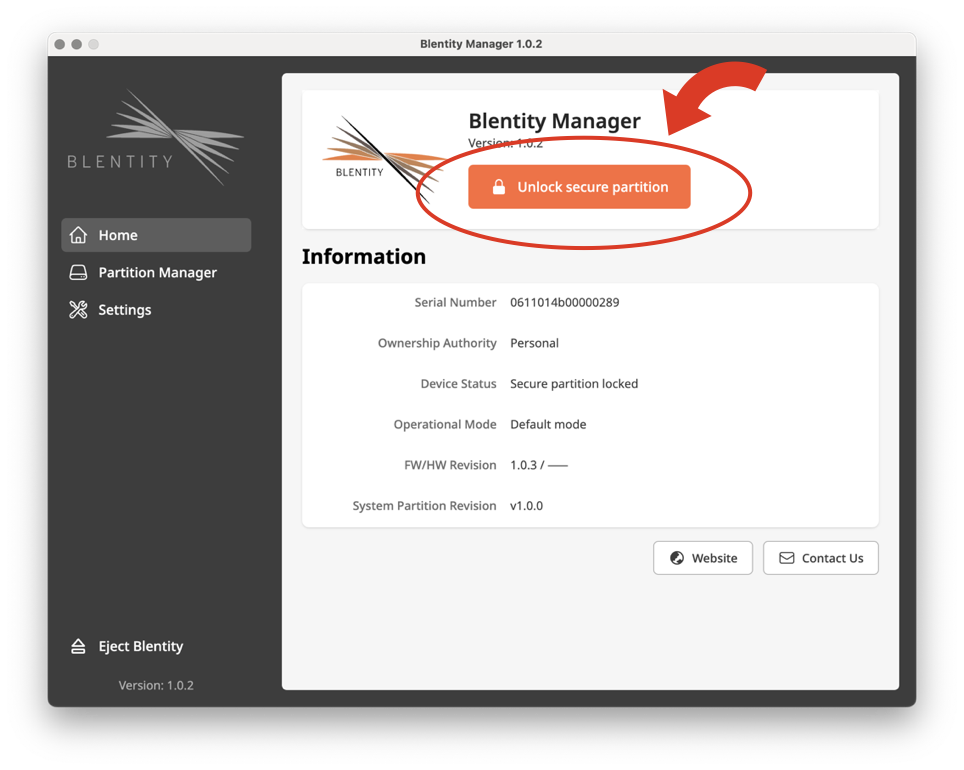 Blentity Manager 1.0.2
BLENTITY
Home
Partition Manager
Settings
Eject Blentity
Version: 1.0.2
BLENTITY
Blentity Manager
Version: 1.0.2
Unlock secure partition
Information
Serial Number 0611014b00000289
Ownership Authority Personal
Device Status Secure partition locked
Operational Mode Default mode
FW/HW Revision 1.0.3 / ——
System Partition Revision v1.0.0
Website
Contact Us